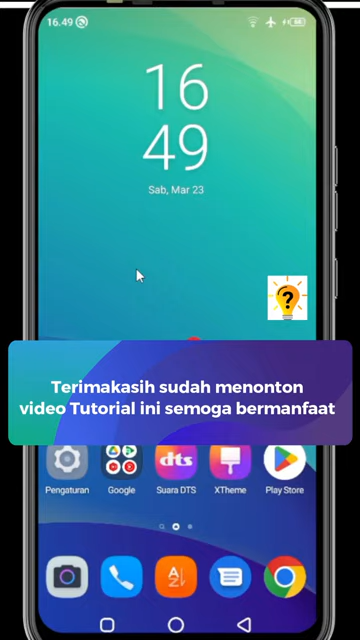 16.49
16
49
Sab, Mar 23
?
Terimakasih sudah menonton
video Tutorial ini semoga bermanfaat
dts
Pengaturan
Google
Suara DTS
XTheme
Play Store
A
Z